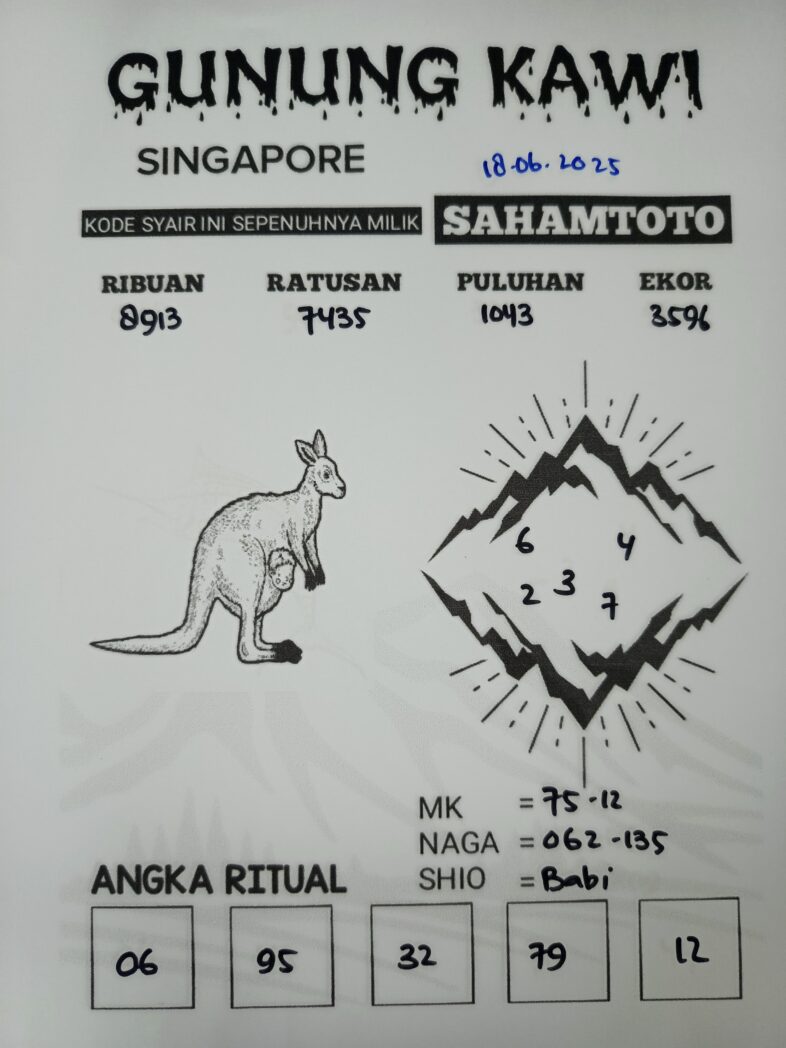 GUNUNG KAWI
SINGAPORE 18.06.2025
KODE SYAIR INI SEPENUHNYA MILIK SAHAMTOTO
RIBUAN RATUSAN PULUHAN EKOR
8913 7435 1043 3596
6 4
2 3 7
MK = 75-12
NAGA = 062-135
SHIO = Babi
ANGKA RITUAL
06 95 32 79 12